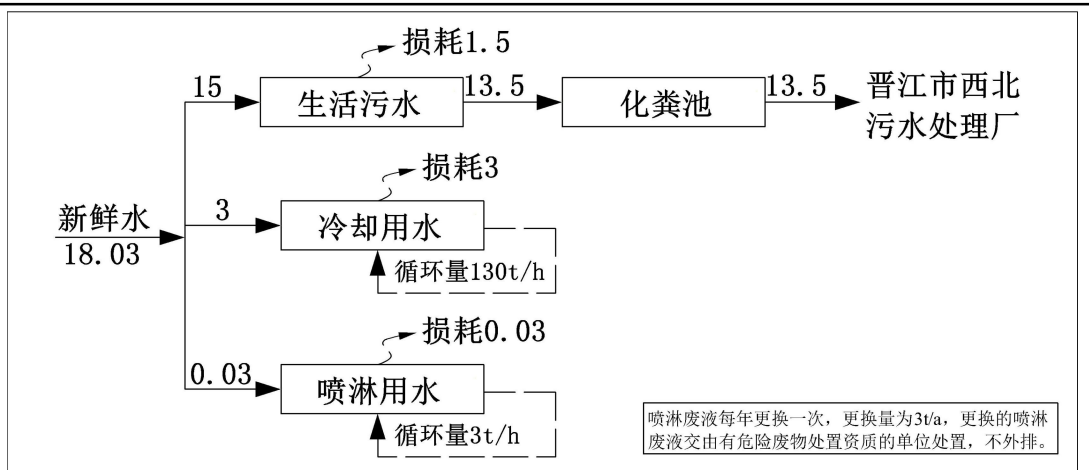 损耗1.5
15
生活污水
13.5
化粪池
13.5
晋江市西北
污水处理厂
损耗3
新鲜水
18.03
3
冷却用水
循环量130t/h
损耗0.03
0.03
喷淋用水
循环量3t/h
喷淋废液每年更换一次，更换量为3t/a，更换的喷淋
废液交由有危险废物处置资质的单位处置，不外排。